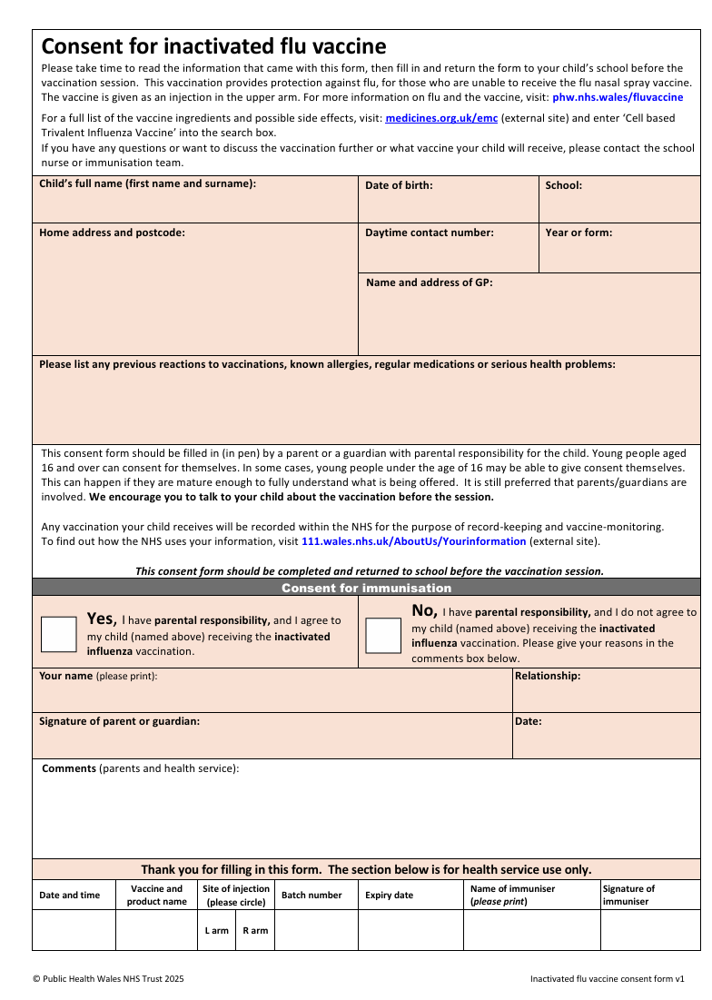 Consent for inactivated flu vaccine
Please take time to read the information that came with this form, then fill in and return the form to your child's school before the
vaccination session.  This vaccination provides protection against flu, for those who are unable to receive the flu nasal spray vaccine.
The vaccine is given as an injection in the upper arm. For more information on flu and the vaccine, visit: phw.nhs.wales/fluvaccine
For a full list of the vaccine ingredients and possible side effects, visit: medicines.org.uk/emc (external site) and enter ‘Cell based
Trivalent Influenza Vaccine’ into the search box.
If you have any questions or want to discuss the vaccination further or what vaccine your child will receive, please contact the school
nurse or immunisation team.
Child’s full name (first name and surname):
Date of birth:
School:
Home address and postcode:
Daytime contact number:
Year or form:
Name and address of GP:
Please list any previous reactions to vaccinations, known allergies, regular medications or serious health problems:
This consent form should be filled in (in pen) by a parent or a guardian with parental responsibility for the child. Young people aged
16 and over can consent for themselves. In some cases, young people under the age of 16 may be able to give consent themselves.
This can happen if they are mature enough to fully understand what is being offered.  It is still preferred that parents/guardians are
involved. We encourage you to talk to your child about the vaccination before the session.
Any vaccination your child receives will be recorded within the NHS for the purpose of record-keeping and vaccine-monitoring.
To find out how the NHS uses your information, visit 111.wales.nhs.uk/AboutUs/Yourinformation (external site).
This consent form should be completed and returned to school before the vaccination session.
Consent for immunisation
Yes, I have parental responsibility, and I agree to
my child (named above) receiving the inactivated
influenza vaccination.
No, I have parental responsibility, and I do not agree to
my child (named above) receiving the inactivated
influenza vaccination. Please give your reasons in the
comments box below.
Your name (please print):
Relationship:
Signature of parent or guardian:
Date:
Comments (parents and health service):
Thank you for filling in this form.  The section below is for health service use only.
Date and time
Vaccine and
product name
Site of injection
(please circle)
Batch number
Expiry date
Name of immuniser
(please print)
Signature of
immuniser
L arm
R arm
© Public Health Wales NHS Trust 2025
Inactivated flu vaccine consent form v1